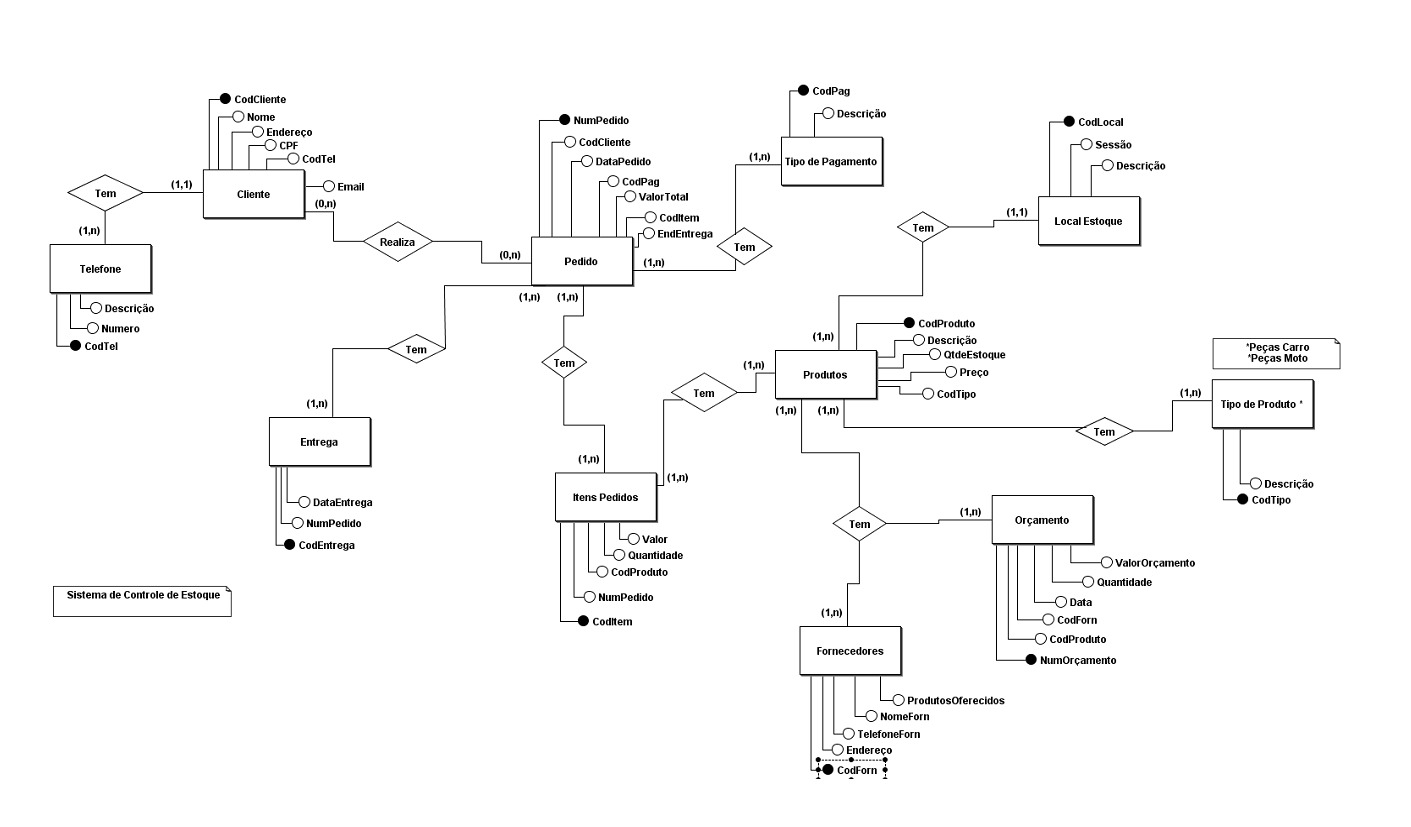 CodCliente
Nome
Endereço
CPF
CodTel
Cliente
Email
(1,1)
(0,n)
Tem
(1,n)
Telefone
Descrição
Numero
CodTel
Realiza
(0,n)
NumPedido
CodCliente
DataPedido
CodPag
ValorTotal
CodItem
EndEntrega
Pedido
(1,n)
(1,n)
(1,n)
Tem
(1,n)
CodPag
Descrição
Tipo de Pagamento
CodLocal
Sessão
Descrição
Local Estoque
(1,1)
Tem
(1,n)
Tem
(1,n)
Entrega
DataEntrega
NumPedido
CodEntrega
Tem
(1,n)
Itens Pedidos
(1,n)
Valor
Quantidade
CodProduto
NumPedido
CodItem
Tem
(1,n)
CodProduto
Descrição
QtdeEstoque
Preço
CodTipo
Produtos
(1,n)
(1,n)
Tem
(1,n)
*Peças Carro
*Peças Moto
Tipo de Produto *
Descrição
CodTipo
Tem
(1,n)
Orçamento
ValorOrçamento
Quantidade
Data
CodForn
CodProduto
NumOrçamento
(1,n)
Fornecedores
ProdutosOferecidos
NomeForn
TelefoneForn
Endereço
CodForn
Sistema de Controle de Estoque